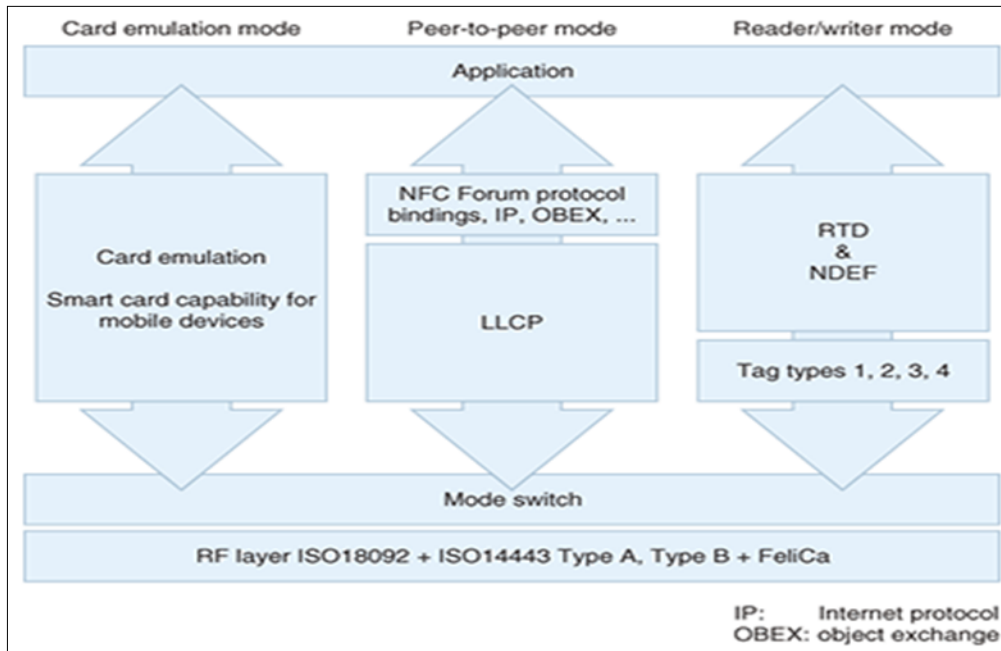 Card emulation mode
Peer-to-peer mode
Reader/writer mode
Application
Card emulation
Smart card capability for
mobile devices
NFC Forum protocol
bindings, IP, OBEX, ...
LLCP
RTD
&
NDEF
Tag types 1, 2, 3, 4
Mode switch
RF layer ISO18092 + ISO14443 Type A, Type B + FeliCa
IP: Internet protocol
OBEX: object exchange